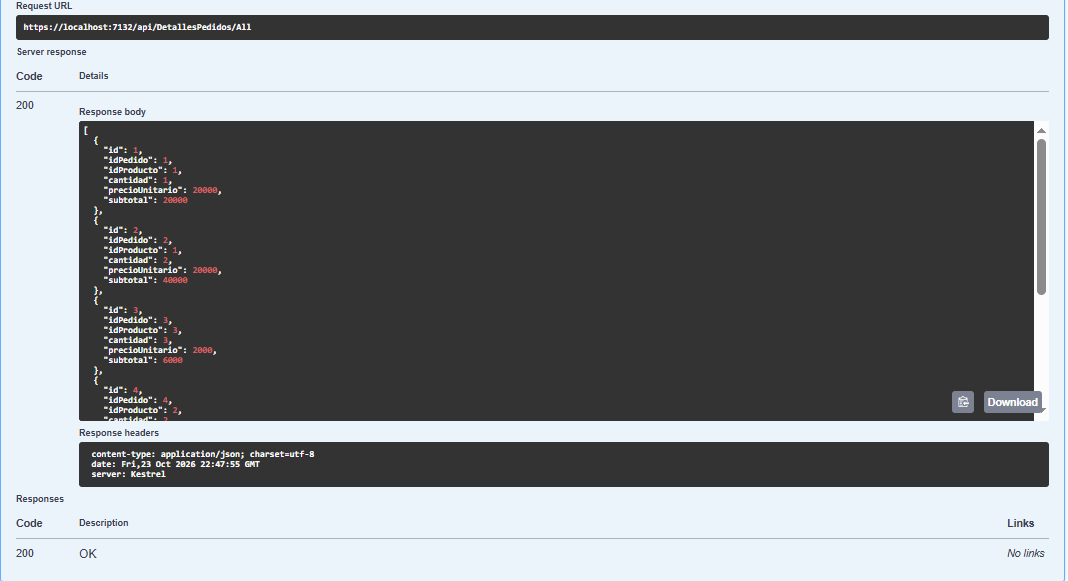 Request URL
https://localhost:7132/api/DetallesPedidos/All
Server response
Code Details
200
Response body
[
  {
    "id": 1,
    "idPedido": 1,
    "idProducto": 1,
    "cantidad": 1,
    "precioUnitario": 20000,
    "subtotal": 20000
  },
  {
    "id": 2,
    "idPedido": 2,
    "idProducto": 1,
    "cantidad": 2,
    "precioUnitario": 20000,
    "subtotal": 40000
  },
  {
    "id": 3,
    "idPedido": 3,
    "idProducto": 3,
    "cantidad": 3,
    "precioUnitario": 2000,
    "subtotal": 6000
  },
  {
    "id": 4,
    "idPedido": 4,
    "idProducto": 2,
    "cantidad":
Download
Response headers
content-type: application/json; charset=utf-8
date: Fri,23 Oct 2026 22:47:55 GMT
server: Kestrel
Responses
Code Description Links
200 OK No links